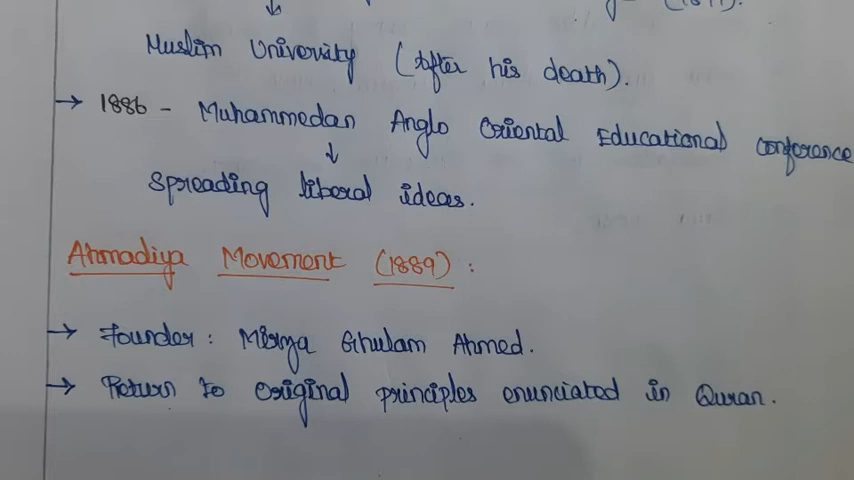 Muslim University (After his death).
→ 1886 - Muhammedan Anglo Oriental Educational conference
↓
Spreading liberal ideas.
Ahmadiya Movement (1889) :
→ Founder : Mirza Ghulam Ahmed.
→ Return to original principles enunciated in Quran.